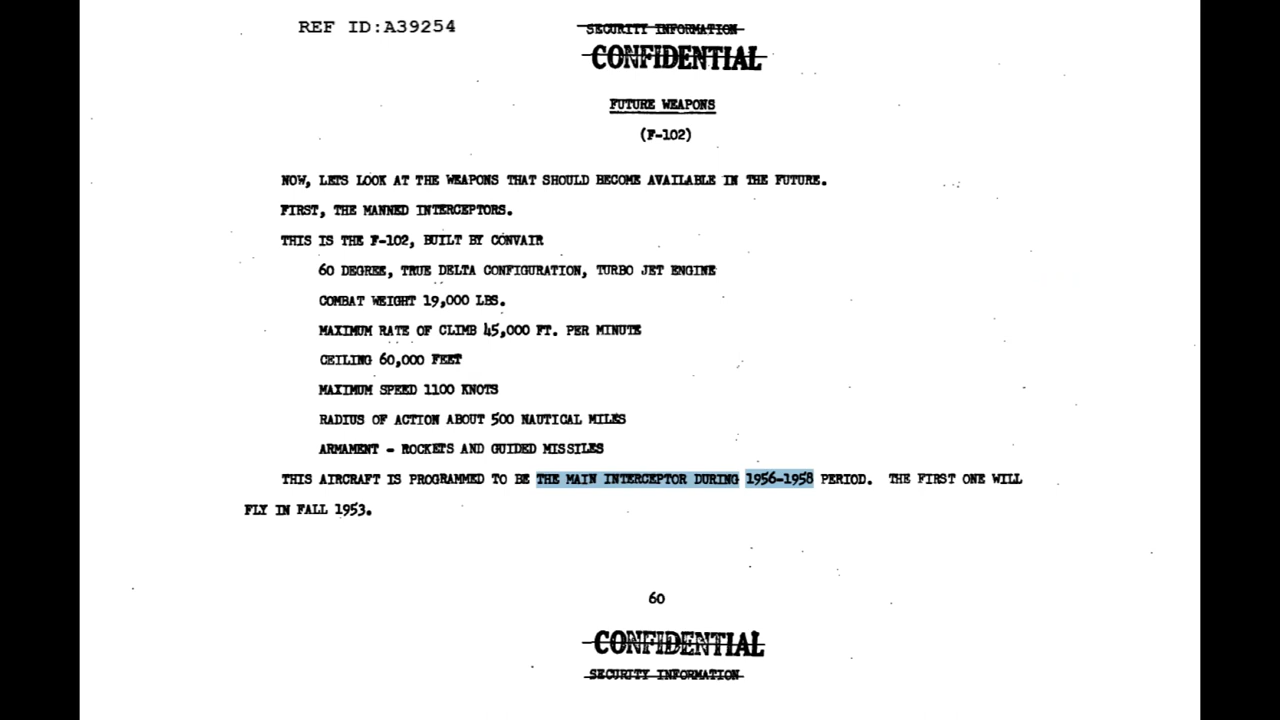 REF ID:A39254
SECURITY INFORMATION
CONFIDENTIAL
FUTURE WEAPONS
(F-102)
NOW, LETS LOOK AT THE WEAPONS THAT SHOULD BECOME AVAILABLE IN THE FUTURE.
FIRST, THE MANNED INTERCEPTORS.
THIS IS THE F-102, BUILT BY CONVAIR
60 DEGREE, TRUE DELTA CONFIGURATION, TURBO JET ENGINE
COMBAT WEIGHT 19,000 LBS.
MAXIMUM RATE OF CLIMB 45,000 FT. PER MINUTE
CEILING 60,000 FEET
MAXIMUM SPEED 1100 KNOTS
RADIUS OF ACTION ABOUT 500 NAUTICAL MILES
ARMAMENT - ROCKETS AND GUIDED MISSILES
THIS AIRCRAFT IS PROGRAMMED TO BE THE MAIN INTERCEPTOR DURING 1956-1958 PERIOD. THE FIRST ONE WILL
FLY IN FALL 1953.
60
CONFIDENTIAL
SECURITY INFORMATION